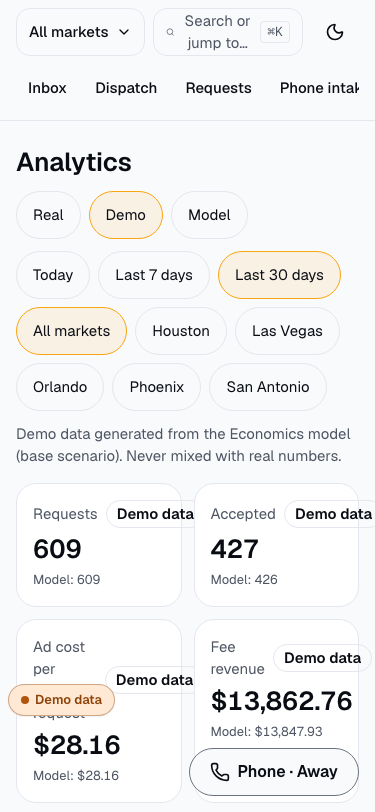 All markets
Search or
jump to...
⌘K
Inbox Dispatch Requests Phone intak
Analytics
Real Demo Model
Today Last 7 days Last 30 days
All markets Houston Las Vegas
Orlando Phoenix San Antonio
Demo data generated from the Economics model
(base scenario). Never mixed with real numbers.
Requests Demo data
609
Model: 609
Accepted Demo data
427
Model: 426
Ad cost
per
request
Demo data
$28.16
Model: $28.16
Fee
revenue
Demo data
$13,862.76
Model: $13,847.93
Demo data
Phone · Away